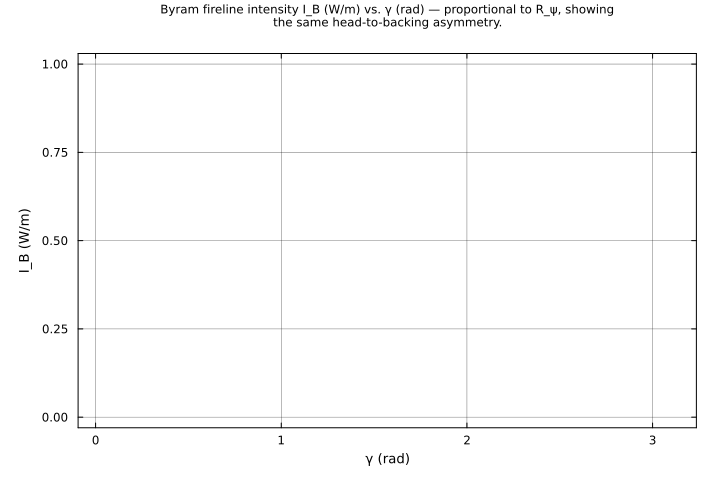 Byram fireline intensity I_B (W/m) vs. γ (rad) — proportional to R_ψ, showing
the same head-to-backing asymmetry.
1.00
0.75
0.50
0.25
0.00
I_B (W/m)
0 1 2 3
γ (rad)